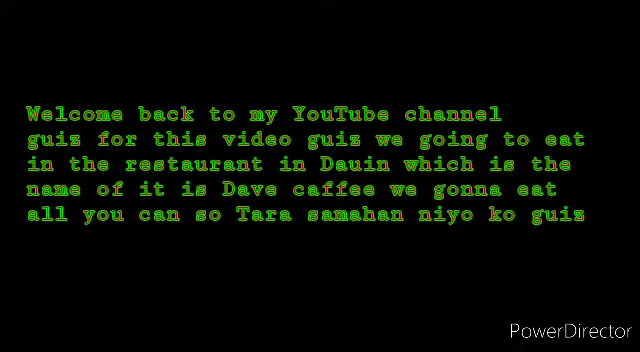 Welcome back to my YouTube channel
guiz for this video guiz we going to eat
in the restaurant in Dauin which is the
name of it is Dave caffee we gonna eat
all you can so Tara samahan niyo ko guiz
PowerDirector